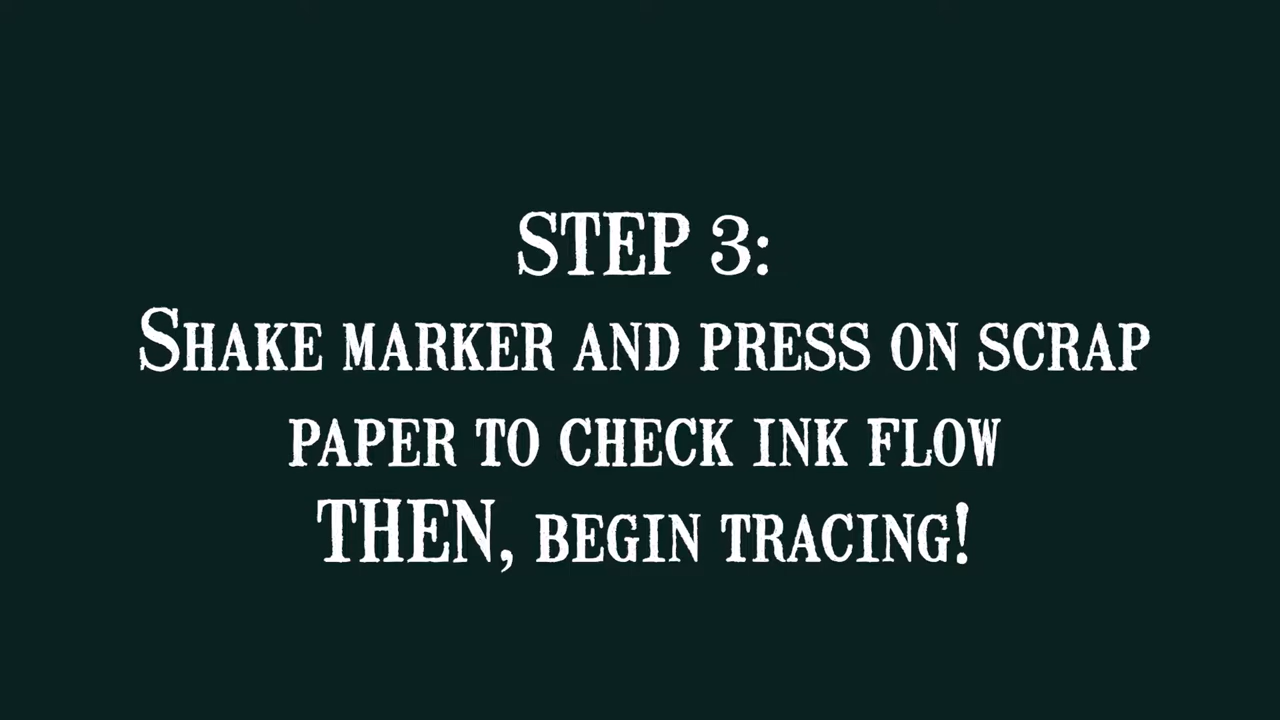 STEP 3:
Shake marker and press on scrap
paper to check ink flow
THEN, begin tracing!